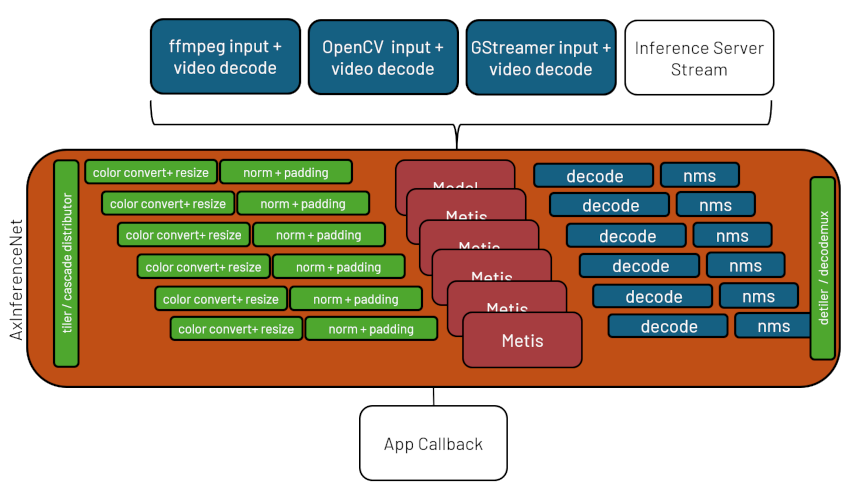 ffmpeg input +
video decode
OpenCV input +
video decode
GStreamer input +
video decode
Inference Server
Stream
AxInferenceNet
tiler / cascade distributor
color convert+ resize
norm + padding
color convert+ resize
norm + padding
color convert+ resize
norm + padding
color convert+ resize
norm + padding
color convert+ resize
norm + padding
color convert+ resize
norm + padding
Model
Metis
Metis
Metis
Metis
Metis
decode
nms
decode
nms
decode
nms
decode
nms
decode
nms
decode
nms
detiler / decodemux
App Callback